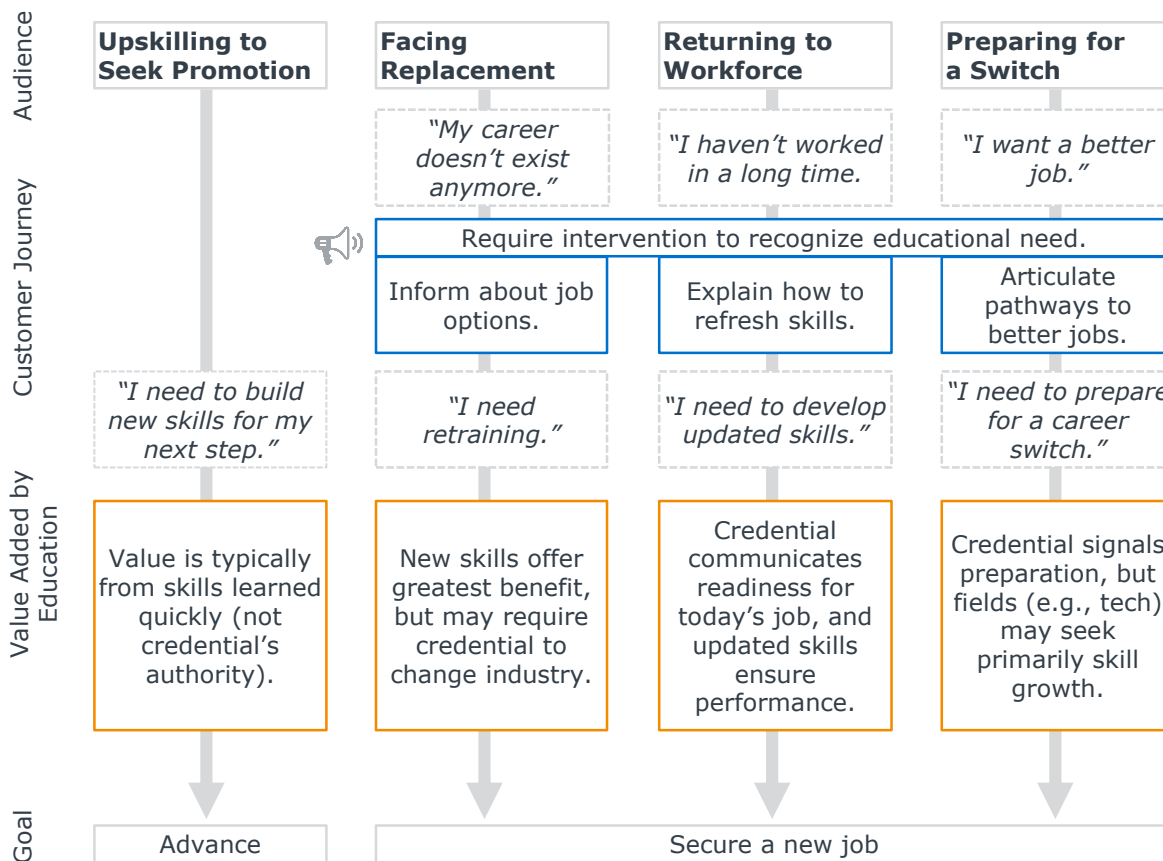 Audience
Upskilling to
Seek Promotion
Facing
Replacement
Returning to
Workforce
Preparing for
a Switch
Customer Journey
“My career
doesn’t exist
anymore.”
“I haven’t worked
in a long time.
“I want a better
job.”
Require intervention to recognize educational need.
Inform about job
options.
Explain how to
refresh skills.
Articulate
pathways to
better jobs.
“I need to build
new skills for my
next step.”
“I need
retraining.”
“I need to develop
updated skills.”
“I need to prepare
for a career
switch.”
Value Added by
Education
Value is typically
from skills learned
quickly (not
credential’s
authority).
New skills offer
greatest benefit,
but may require
credential to
change industry.
Credential
communicates
readiness for
today’s job, and
updated skills
ensure
performance.
Credential signals
preparation, but
fields (e.g., tech)
may seek
primarily skill
growth.
Goal
Advance
Secure a new job